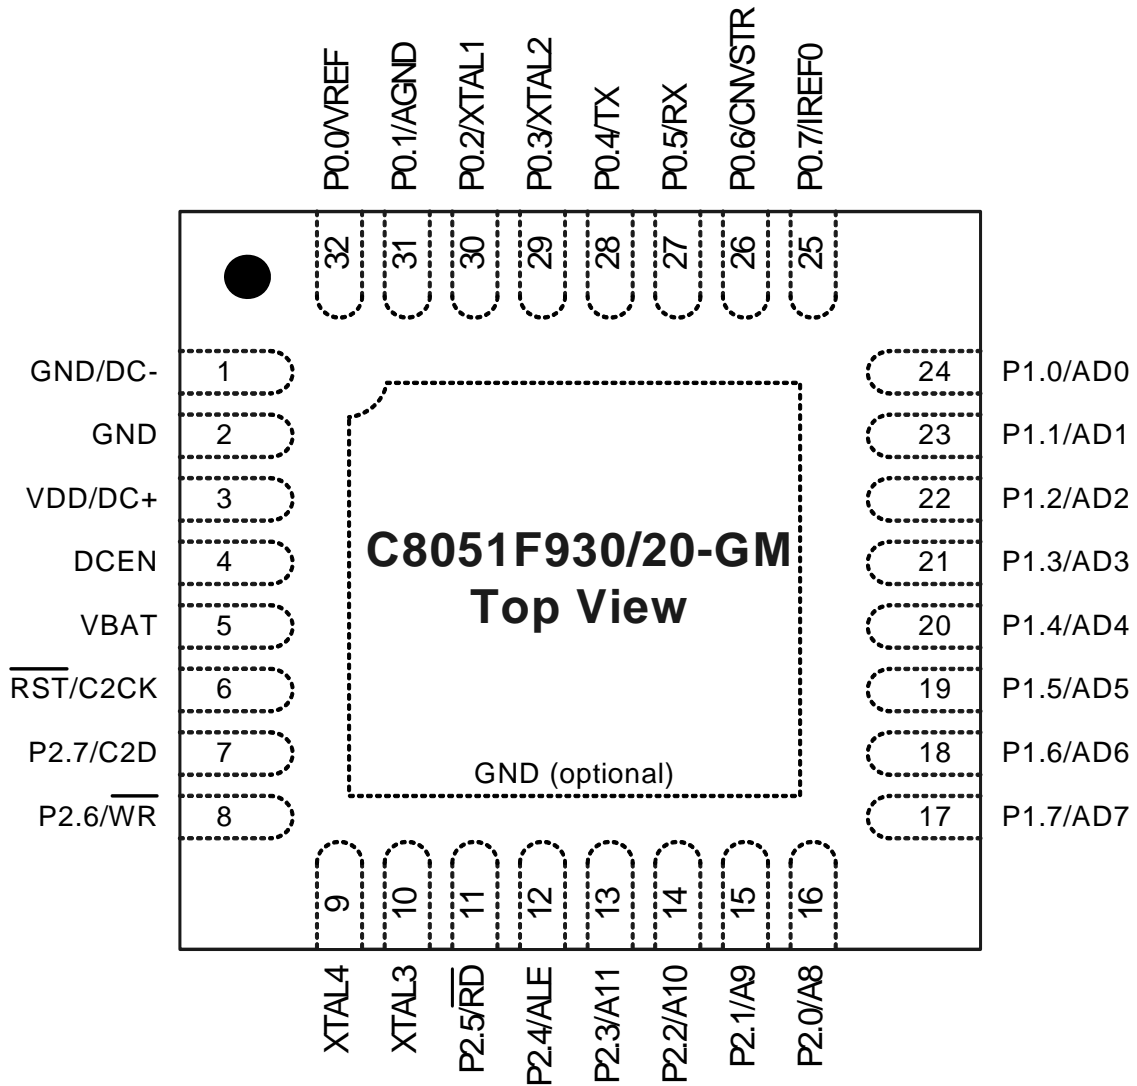 P0.0/VREF
P0.1/AGND
P0.2/XTAL1
P0.3/XTAL2
P0.4/TX
P0.5/RX
P0.6/CNVSTR
P0.7/IREF0
32
31
30
29
28
27
26
25
GND/DC- 1
GND 2
VDD/DC+ 3
DCEN 4
VBAT 5
RST/C2CK 6
P2.7/C2D 7
P2.6/WR 8
24 P1.0/AD0
23 P1.1/AD1
22 P1.2/AD2
21 P1.3/AD3
20 P1.4/AD4
19 P1.5/AD5
18 P1.6/AD6
17 P1.7/AD7
C8051F930/20-GM
Top View
GND (optional)
9
10
11
12
13
14
15
16
XTAL4
XTAL3
P2.5/RD
P2.4/ALE
P2.3/A11
P2.2/A10
P2.1/A9
P2.0/A8